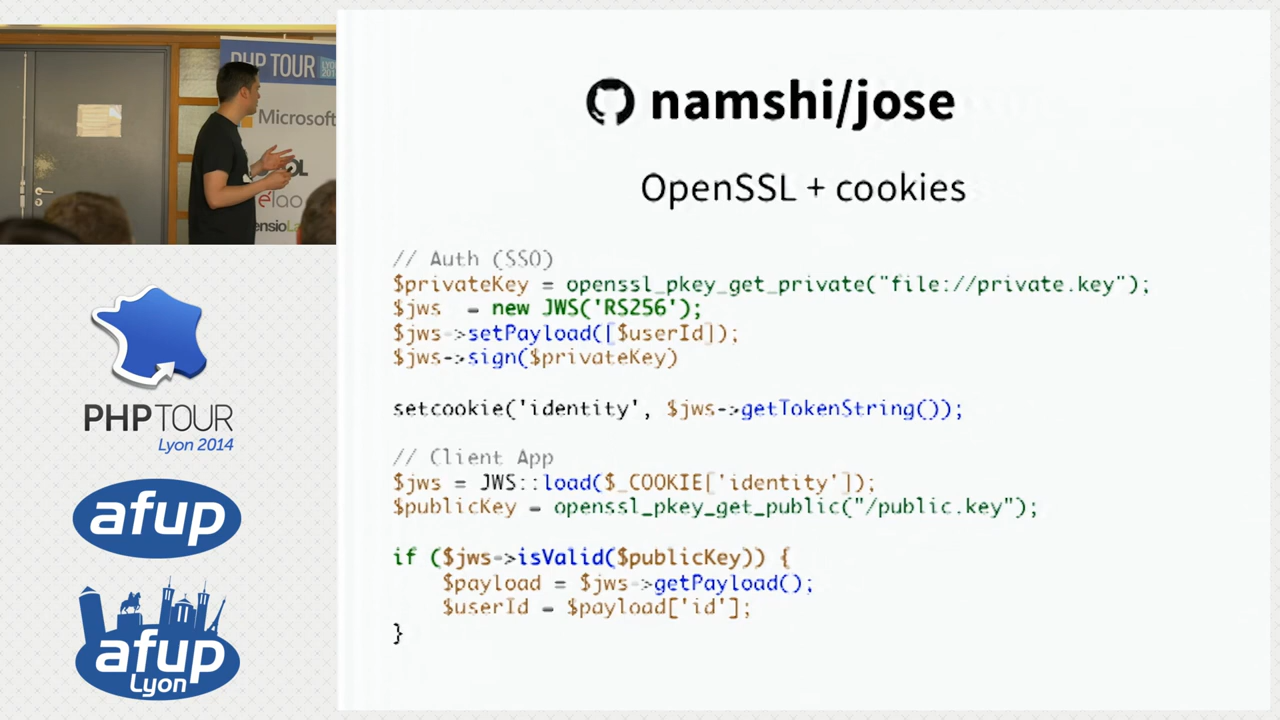 PHP TOUR
Microsoft
élao
namshi/jose
OpenSSL + cookies
// Auth (SSO)
$privateKey = openssl_pkey_get_private("file://private.key");
$jws  = new JWS('RS256');
$jws->setPayload([$userId]);
$jws->sign($privateKey)
setcookie('identity', $jws->getTokenString());
// Client App
$jws = JWS::load($_COOKIE['identity']);
$publicKey = openssl_pkey_get_public("/public.key");
if ($jws->isValid($publicKey)) {
    $payload = $jws->getPayload();
    $userId = $payload['id'];
}
PHP TOUR
Lyon 2014
afup
afup
Lyon